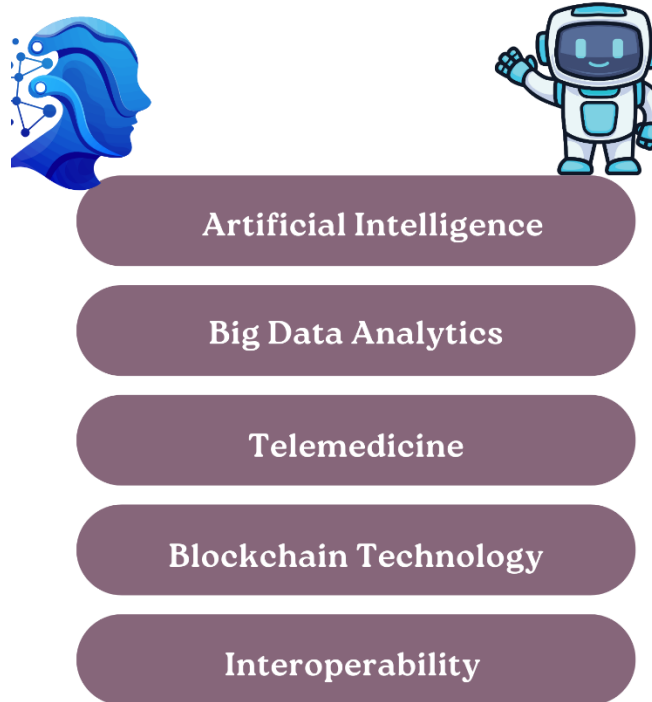 Artificial Intelligence
Big Data Analytics
Telemedicine
Blockchain Technology
Interoperability